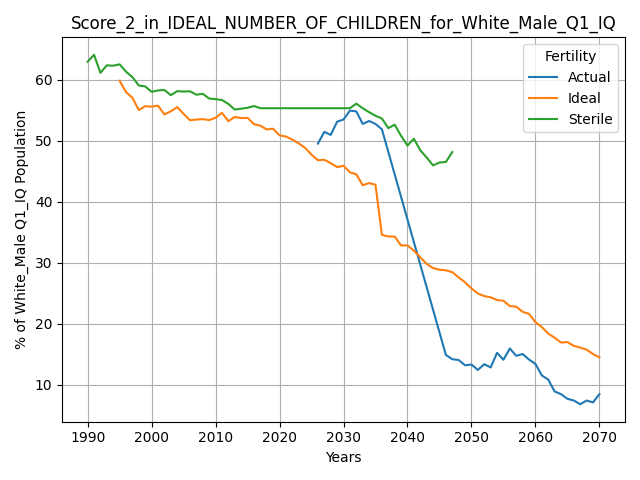 Score_2_in_IDEAL_NUMBER_OF_CHILDREN_for_White_Male_Q1_IQ
Fertility
Actual
Ideal
Sterile
% of White_Male Q1_IQ Population
60
50
40
30
20
10
1990 2000 2010 2020 2030 2040 2050 2060 2070
Years